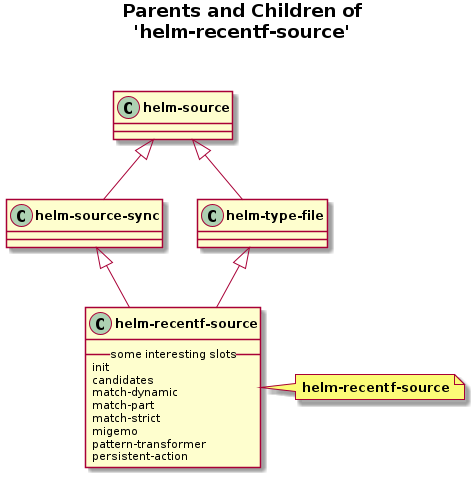 Parents and Children of
'helm-recentf-source'
C helm-source
C helm-source-sync
C helm-type-file
C helm-recentf-source
some interesting slots
init
candidates
match-dynamic
match-part
match-strict
migemo
pattern-transformer
persistent-action
helm-recentf-source